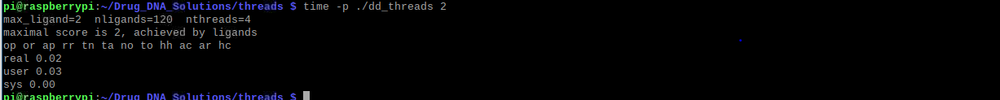 pi@raspberrypi:~/Drug_DNA_Solutions/threads $ time -p ./dd_threads 2
max_ligand=2  nligands=120  nthreads=4
maximal score is 2, achieved by ligands
op or ap rr tn ta no to hh ac ar hc
real 0.02
user 0.03
sys 0.00
pi@raspberrypi:~/Drug_DNA_Solutions/threads $